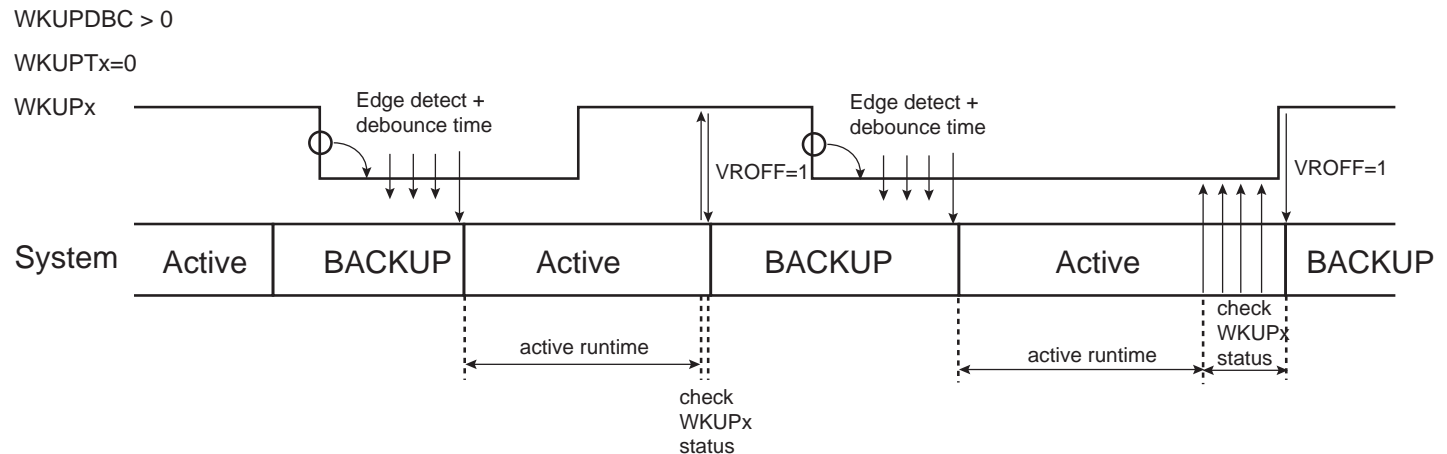 WKUPDBC > 0
WKUPTx=0
WKUPx
Edge detect +
debounce time
VROFF=1
Edge detect +
debounce time
VROFF=1
System
Active
BACKUP
Active
BACKUP
Active
BACKUP
active runtime
check
WKUPx
status
active runtime
check
WKUPx
status